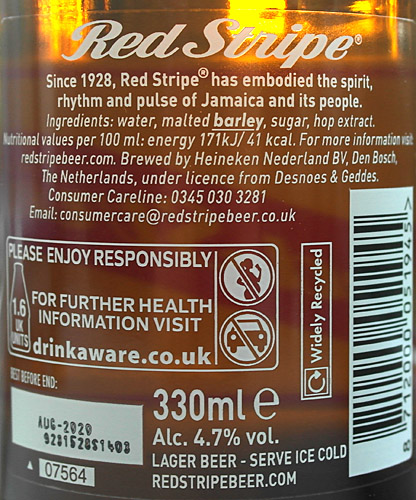 Red Stripe®
Since 1928, Red Stripe® has embodied the spirit,
rhythm and pulse of Jamaica and its people.
Ingredients: water, malted barley, sugar, hop extract.
Nutritional values per 100 ml: energy 171kJ/ 41 kcal. For more information visit:
redstripebeer.com. Brewed by Heineken Nederland BV, Den Bosch,
The Netherlands, under licence from Desnoes & Geddes.
Consumer Careline: 0345 030 3281
Email: consumercare@redstripebeer.co.uk
PLEASE ENJOY RESPONSIBLY
1.6
UK
UNITS
FOR FURTHER HEALTH
INFORMATION VISIT
drinkaware.co.uk
Widely Recycled
BEST BEFORE END:
AUG-2020
923152851403
07564
330ml e
Alc. 4.7% vol.
LAGER BEER - SERVE ICE COLD
REDSTRIPEBEER.COM